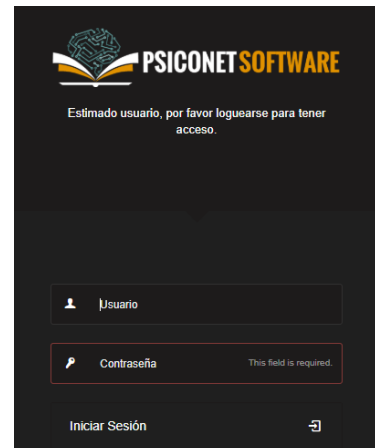 PSICONET SOFTWARE
Estimado usuario, por favor loguearse para tener
acceso.
Usuario
Contraseña This field is required.
Iniciar Sesión